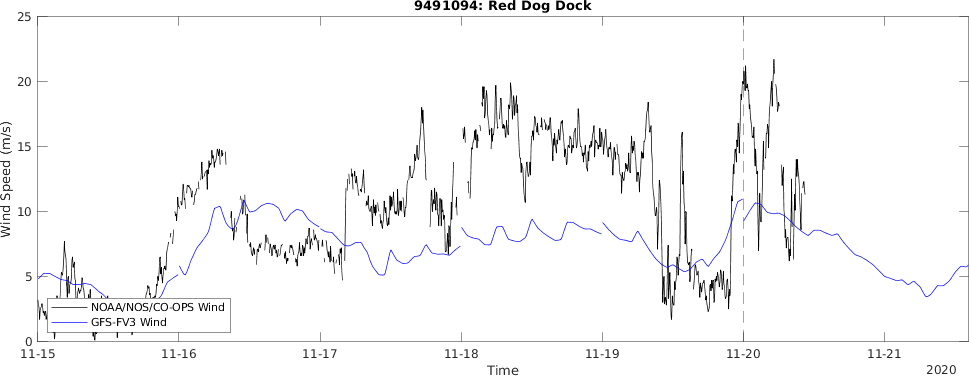 9491094: Red Dog Dock
Wind Speed (m/s)
25
20
15
10
5
0
NOAA/NOS/CO-OPS Wind
GFS-FV3 Wind
11-15 11-16 11-17 11-18 11-19 11-20 11-21
Time
2020